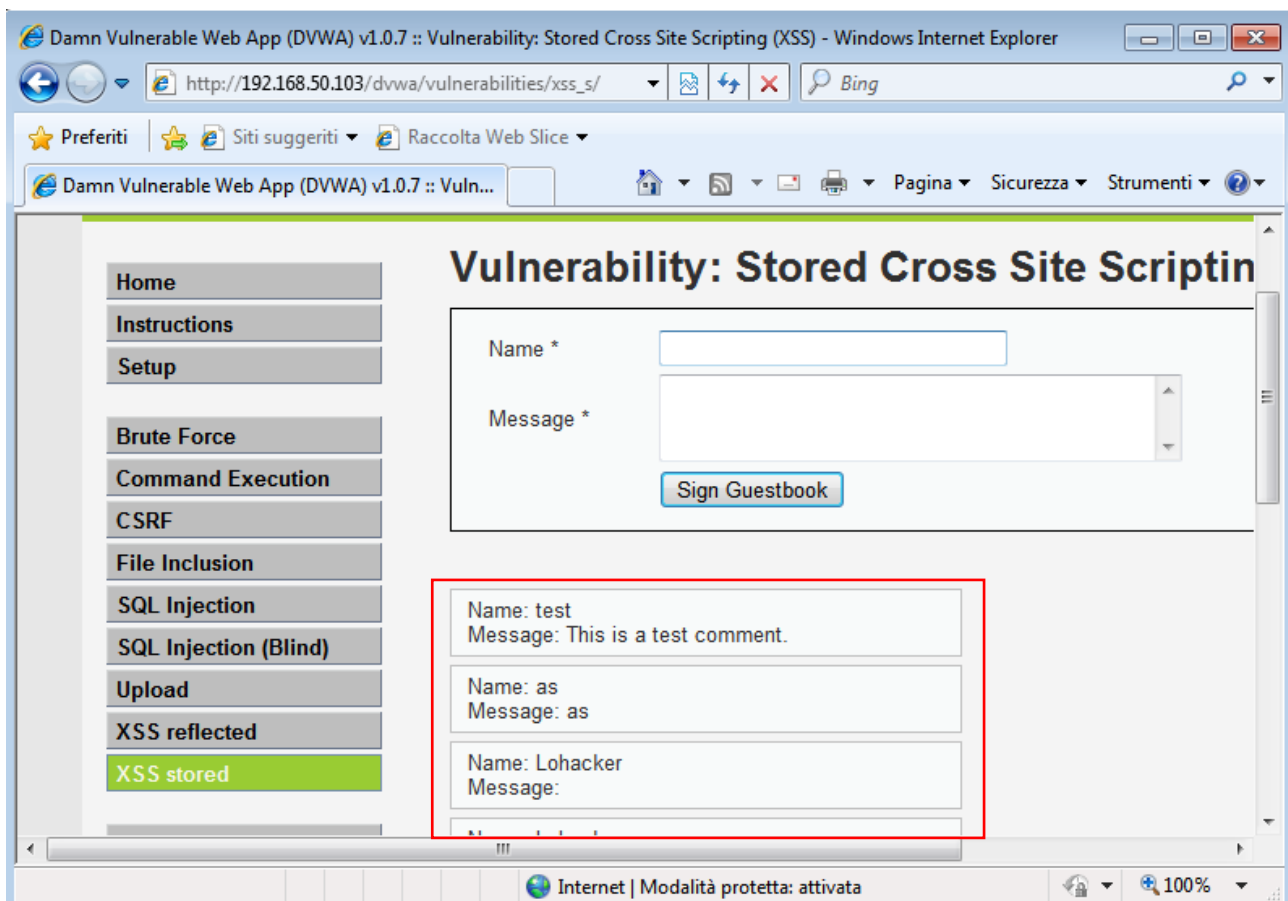 Damn Vulnerable Web App (DVWA) v1.0.7 :: Vulnerability: Stored Cross Site Scripting (XSS) - Windows Internet Explorer
http://192.168.50.103/dvwa/vulnerabilities/xss_s/
Bing
Preferiti Siti suggeriti Raccolta Web Slice
Damn Vulnerable Web App (DVWA) v1.0.7 :: Vuln... Pagina Sicurezza Strumenti
Home
Instructions
Setup
Brute Force
Command Execution
CSRF
File Inclusion
SQL Injection
SQL Injection (Blind)
Upload
XSS reflected
XSS stored
Vulnerability: Stored Cross Site Scriptin
Name *
Message *
Sign Guestbook
Name: test
Message: This is a test comment.
Name: as
Message: as
Name: Lohacker
Message:
Internet | Modalità protetta: attivata 100%